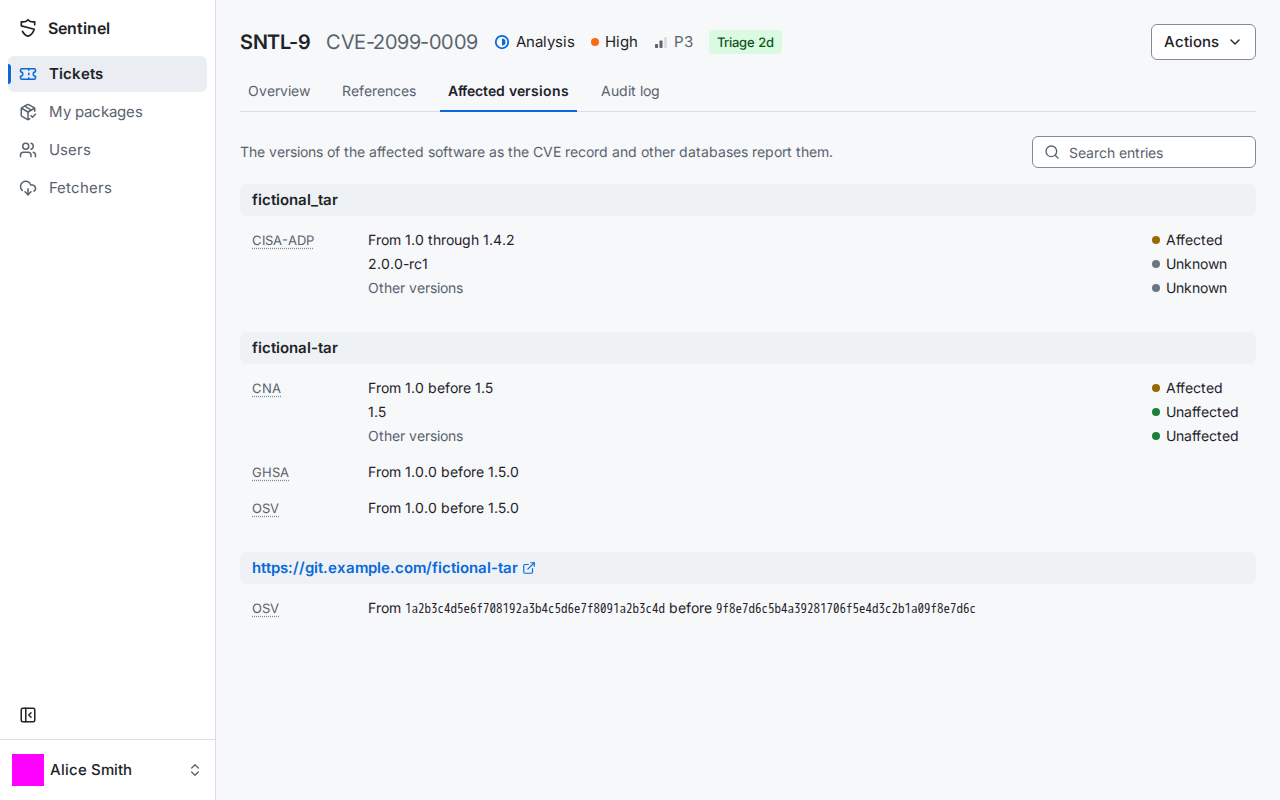 Sentinel
Tickets
My packages
Users
Fetchers
Alice Smith
SNTL-9 CVE-2099-0009 Analysis High P3 Triage 2d
Actions
Overview References Affected versions Audit log
The versions of the affected software as the CVE record and other databases report them.
Search entries
fictional_tar
CISA-ADP From 1.0 through 1.4.2 Affected
2.0.0-rc1 Unknown
Other versions Unknown
fictional-tar
CNA From 1.0 before 1.5 Affected
1.5 Unaffected
Other versions Unaffected
GHSA From 1.0.0 before 1.5.0
OSV From 1.0.0 before 1.5.0
https://git.example.com/fictional-tar
OSV From 1a2b3c4d5e6f708192a3b4c5d6e7f8091a2b3c4d before 9f8e7d6c5b4a39281706f5e4d3c2b1a09f8e7d6c